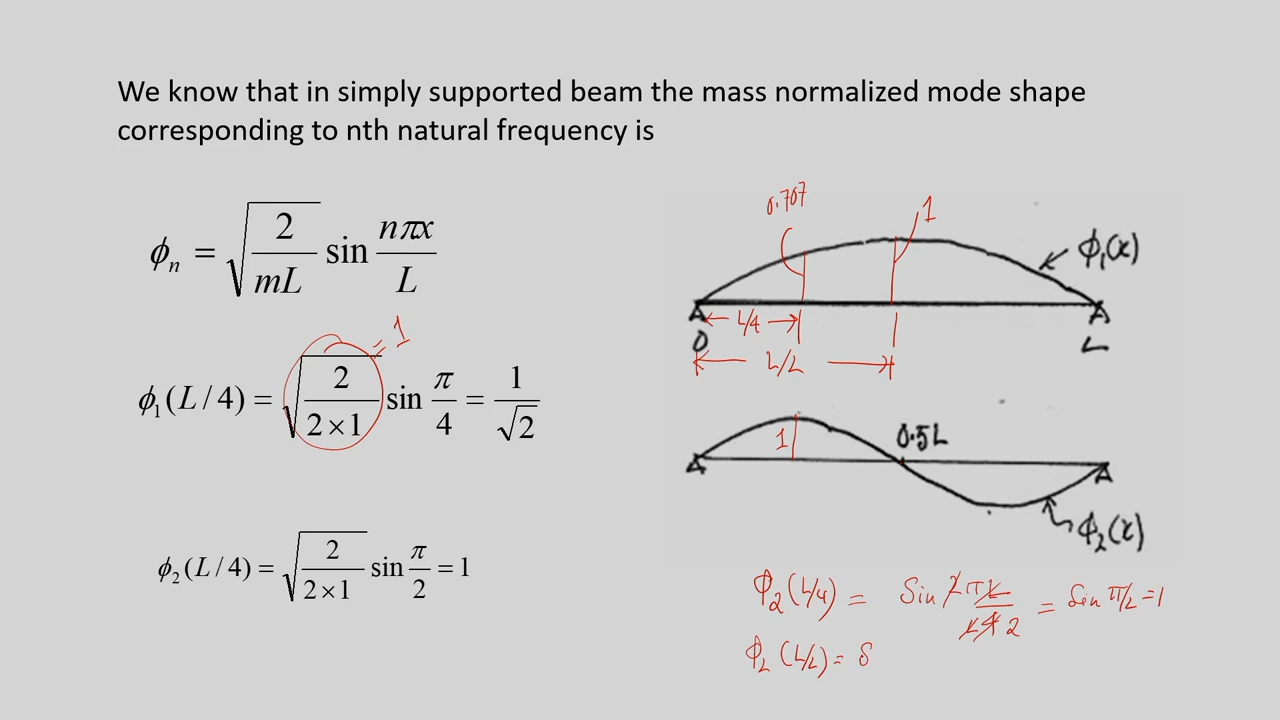 We know that in simply supported beam the mass normalized mode shape
corresponding to nth natural frequency is
ϕn = √(2/mL) sin nπx/L
ϕ1(L/4) = √(2/2×1) sin π/4 = 1/√2
= 1
ϕ2(L/4) = √(2/2×1) sin π/2 = 1
0.707
1
ϕ1(x)
L/4
O
L
L/2
1
0.5L
ϕ2(x)
ϕ2(L/4) = Sin 2πL/L4 2 = Sin π/2 = 1
ϕ2(L/2) = S